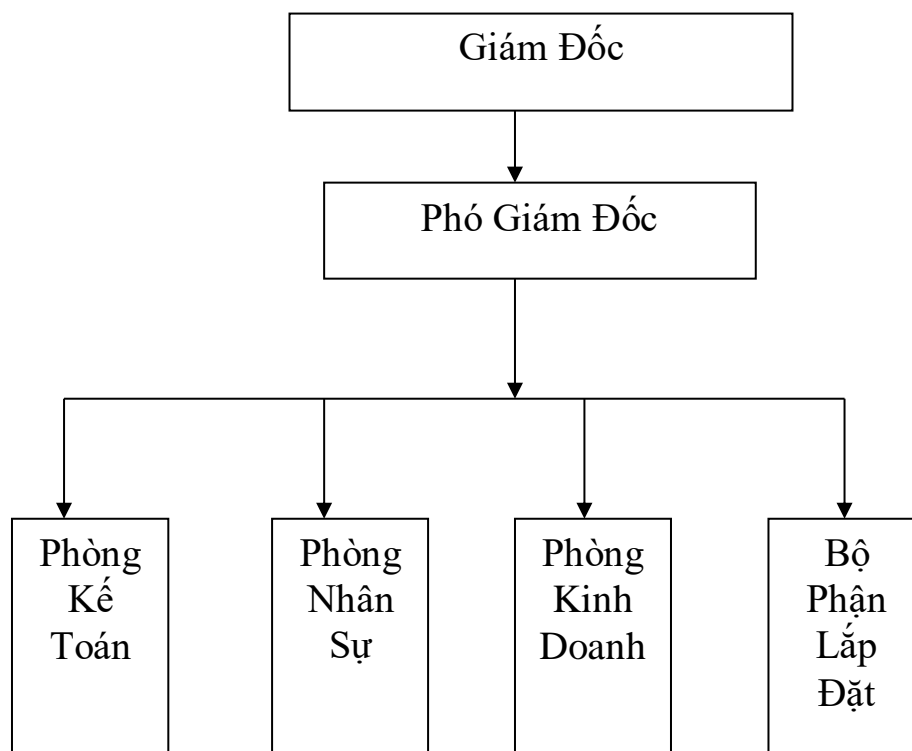 Giám Đốc
Phó Giám Đốc
Phòng
Kế
Toán
Phòng
Nhân
Sự
Phòng
Kinh
Doanh
Bộ
Phận
Lắp
Đặt